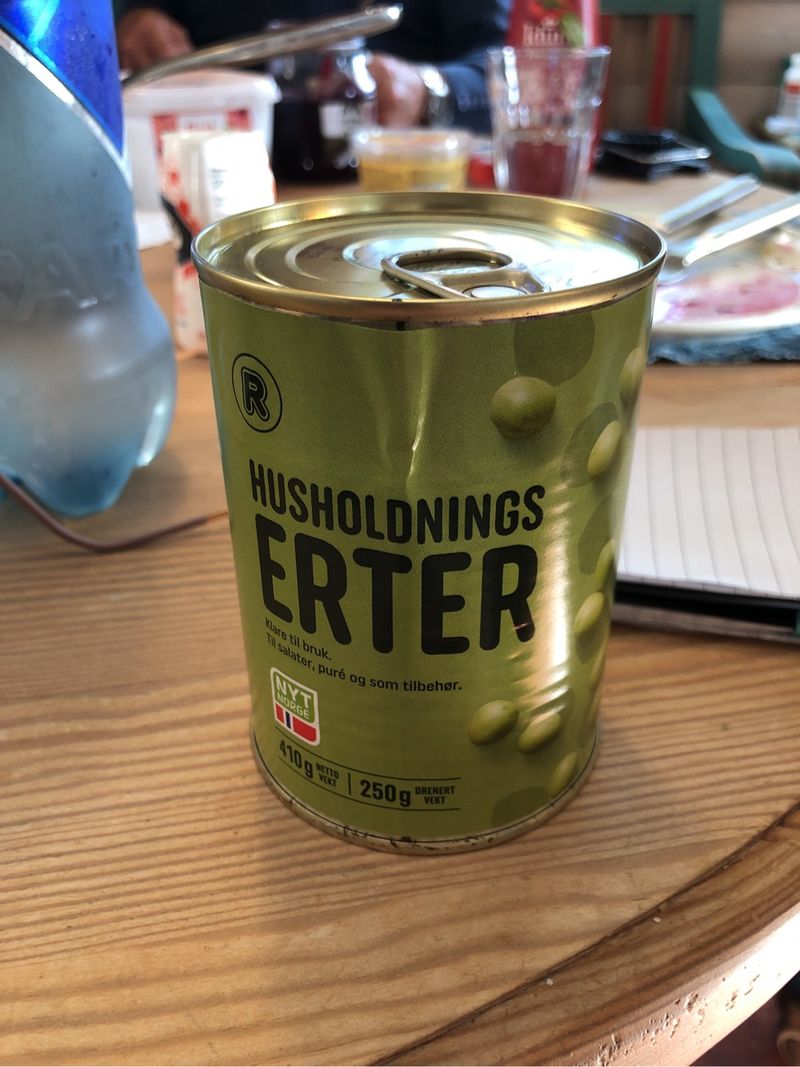 R
HUSHOLDNINGS
ERTER
Klare til bruk.
Til salater, puré og som tilbehør.
NYT
NORGE
410g NETTO VEKT | 250g DRENERT VEKT